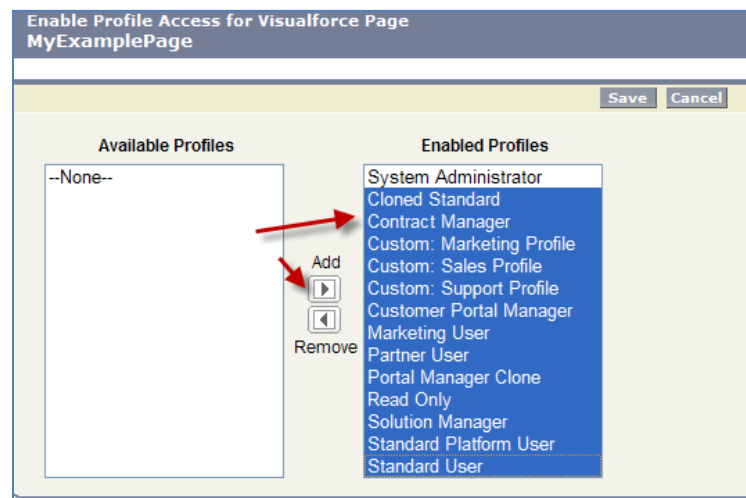 Enable Profile Access for Visualforce Page
MyExamplePage
Save Cancel
Available Profiles
--None--
Add
Remove
Enabled Profiles
System Administrator
Cloned Standard
Contract Manager
Custom: Marketing Profile
Custom: Sales Profile
Custom: Support Profile
Customer Portal Manager
Marketing User
Partner User
Portal Manager Clone
Read Only
Solution Manager
Standard Platform User
Standard User